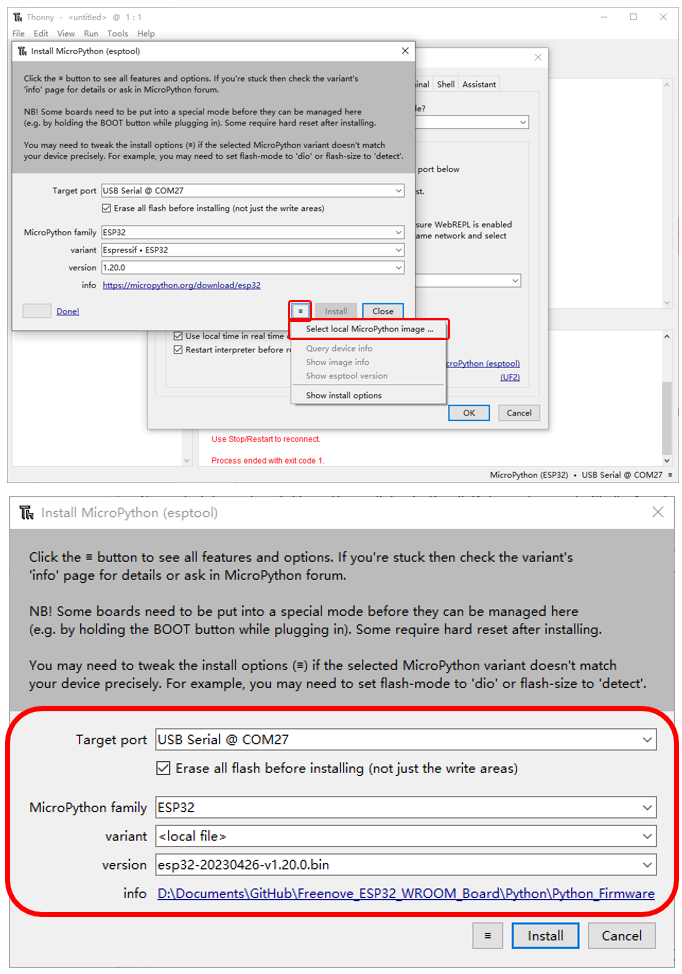 Thonny - <untitled> @ 1 : 1
File Edit View Run Tools Help
Install MicroPython (esptool)
Click the ≡ button to see all features and options. If you're stuck then check the variant's
'info' page for details or ask in MicroPython forum.
NB! Some boards need to be put into a special mode before they can be managed here
(e.g. by holding the BOOT button while plugging in). Some require hard reset after installing.
You may need to tweak the install options (≡) if the selected MicroPython variant doesn't match
your device precisely. For example, you may need to set flash-mode to 'dio' or flash-size to 'detect'.
Shell Assistant
port below
WebREPL is enabled
network and select
Target port USB Serial @ COM27
Erase all flash before installing (not just the write areas)
MicroPython family ESP32
variant Espressif • ESP32
version 1.20.0
info https://micropython.org/download/esp32
Done! ≡ Install Close
Select local MicroPython image ...
Query device info
Show image info
Show esptool version
Show install options
Use local time in real time
Restart interpreter before
(esptool)
(UF2)
OK Cancel
Use Stop/Restart to reconnect.
Process ended with exit code 1.
MicroPython (ESP32) • USB Serial @ COM27 ≡
Install MicroPython (esptool)
Click the ≡ button to see all features and options. If you're stuck then check the variant's
'info' page for details or ask in MicroPython forum.
NB! Some boards need to be put into a special mode before they can be managed here
(e.g. by holding the BOOT button while plugging in). Some require hard reset after installing.
You may need to tweak the install options (≡) if the selected MicroPython variant doesn't match
your device precisely. For example, you may need to set flash-mode to 'dio' or flash-size to 'detect'.
Target port USB Serial @ COM27
Erase all flash before installing (not just the write areas)
MicroPython family ESP32
variant <local file>
version esp32-20230426-v1.20.0.bin
info D:\Documents\GitHub\Freenove_ESP32_WROOM_Board\Python\Python_Firmware
≡ Install Cancel